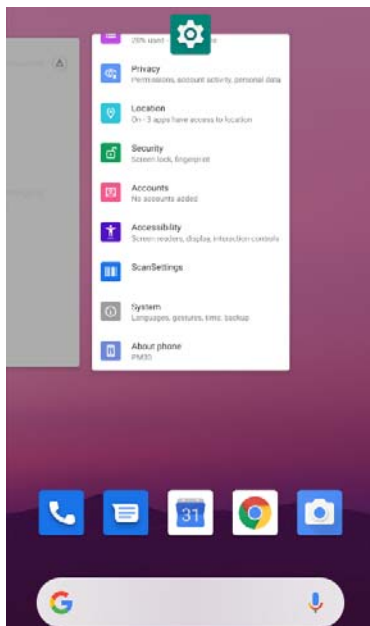 Privacy
Permissions, account activity, personal data
Location
On - 3 apps have access to location
Security
Screen lock, fingerprint
Accounts
No accounts added
Accessibility
Screen readers, display, interaction controls
ScanSettings
System
Languages, gestures, time, backup
About phone
PM30
31